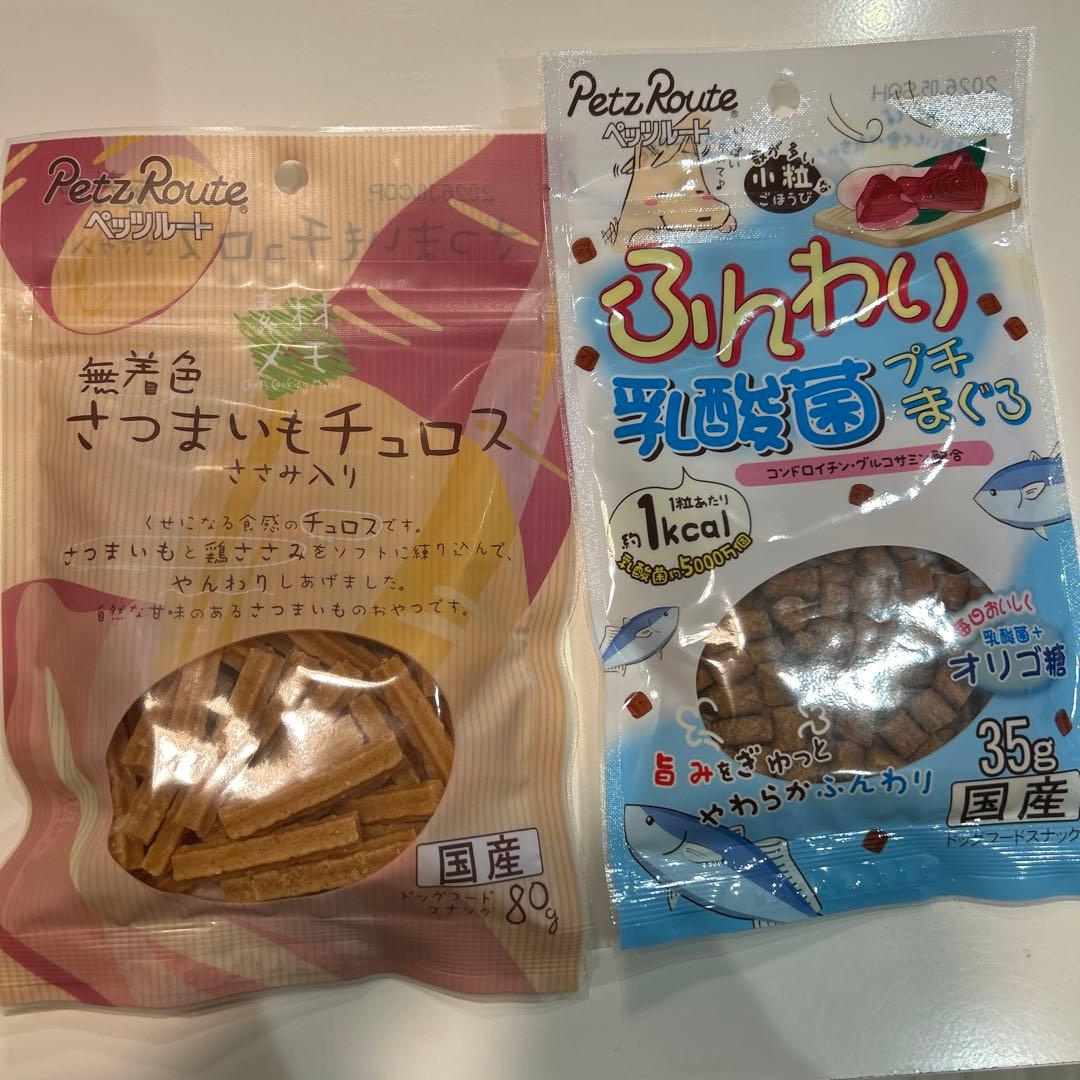 Petz Route
ペッツルート
素材
メモ
無着色
さつまいもチュロス
ささみ入り
くせになる食感のチュロスです。
さつまいもと鶏ささみをソフトに練り込んで、
やんわりしあげました。
自然な甘味のあるさつまいものおやつです。
国産
ドッグフード
スナック
80g
Petz Route
ペッツルート
数が多い
小粒
ごほうび
ふんわり
乳酸菌
プチ
まぐろ
コンドロイチン・グルコサミン配合
1粒あたり
約1kcal
乳酸菌約5000万個
毎日おいしく
乳酸菌+
オリゴ糖
旨みをぎゅっと
やわらかふんわり
35g
国産
ドッグフードスナック